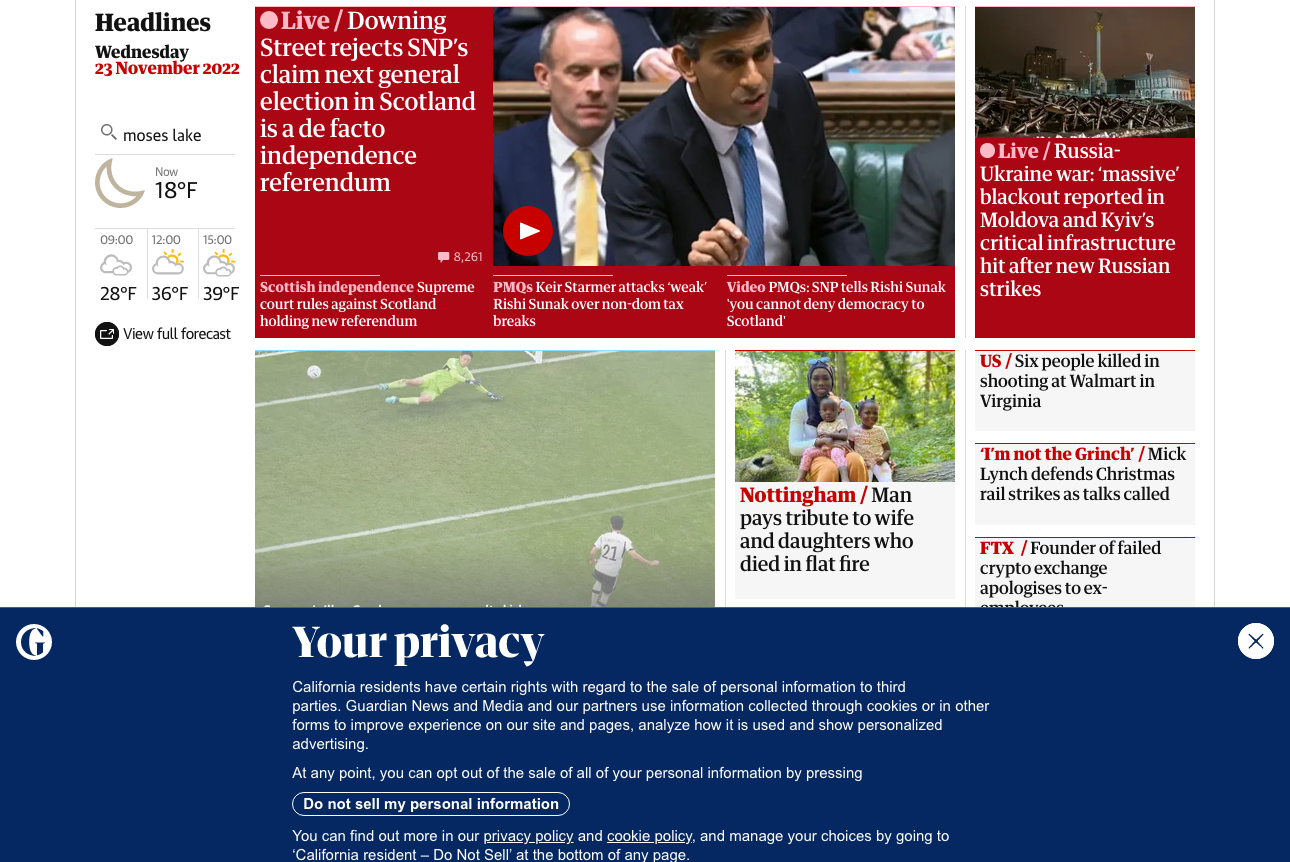 Headlines
Wednesday
23 November 2022
moses lake
Now
18°F
09:00
28°F
12:00
36°F
15:00
39°F
View full forecast
Live / Downing
Street rejects SNP’s
claim next general
election in Scotland
is a de facto
independence
referendum
8,261
Scottish independence Supreme
court rules against Scotland
holding new referendum
PMQs Keir Starmer attacks ‘weak’
Rishi Sunak over non-dom tax
breaks
Video PMQs: SNP tells Rishi Sunak
'you cannot deny democracy to
Scotland'
Live / Russia-
Ukraine war: ‘massive’
blackout reported in
Moldova and Kyiv’s
critical infrastructure
hit after new Russian
strikes
21
Nottingham / Man
pays tribute to wife
and daughters who
died in flat fire
US / Six people killed in
shooting at Walmart in
Virginia
‘I’m not the Grinch’ / Mick
Lynch defends Christmas
rail strikes as talks called
FTX / Founder of failed
crypto exchange
apologises to ex-
employees
G
Your privacy
California residents have certain rights with regard to the sale of personal information to third
parties. Guardian News and Media and our partners use information collected through cookies or in other
forms to improve experience on our site and pages, analyze how it is used and show personalized
advertising.
At any point, you can opt out of the sale of all of your personal information by pressing
Do not sell my personal information
You can find out more in our privacy policy and cookie policy, and manage your choices by going to
‘California resident – Do Not Sell’ at the bottom of any page.